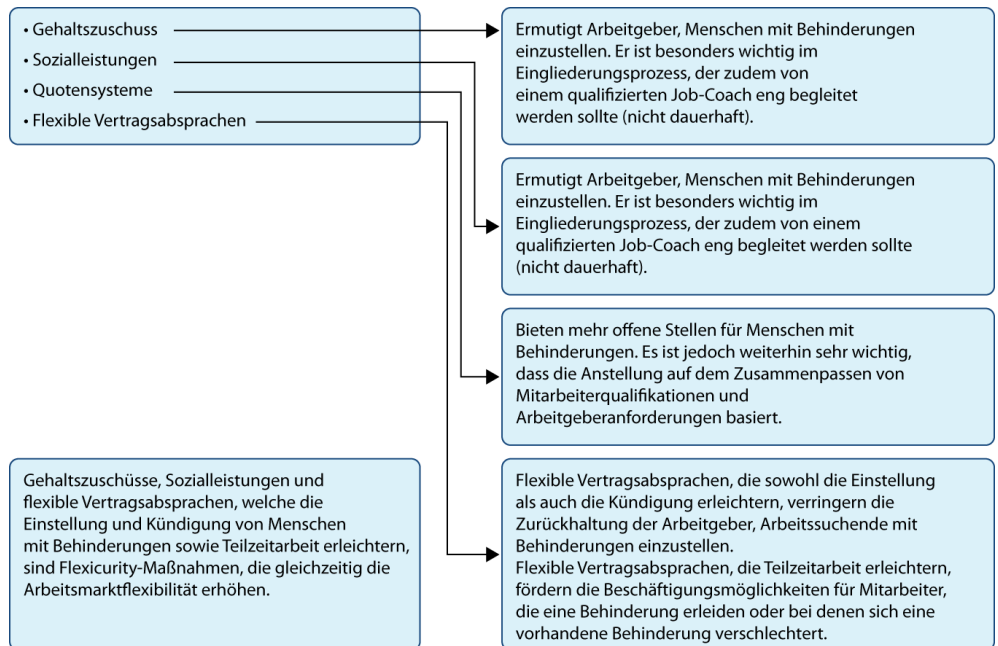 • Gehaltszuschuss
• Sozialleistungen
• Quotensysteme
• Flexible Vertragsabsprachen
Ermutigt Arbeitgeber, Menschen mit Behinderungen
einzustellen. Er ist besonders wichtig im
Eingliederungsprozess, der zudem von
einem qualifizierten Job-Coach eng begleitet
werden sollte (nicht dauerhaft).
Ermutigt Arbeitgeber, Menschen mit Behinderungen
einzustellen. Er ist besonders wichtig im
Eingliederungsprozess, der zudem von einem
qualifizierten Job-Coach eng begleitet werden sollte
(nicht dauerhaft).
Bieten mehr offene Stellen für Menschen mit
Behinderungen. Es ist jedoch weiterhin sehr wichtig,
dass die Anstellung auf dem Zusammenpassen von
Mitarbeiterqualifikationen und
Arbeitgeberanforderungen basiert.
Gehaltszuschüsse, Sozialleistungen und
flexible Vertragsabsprachen, welche die
Einstellung und Kündigung von Menschen
mit Behinderungen sowie Teilzeitarbeit erleichtern,
sind Flexicurity-Maßnahmen, die gleichzeitig die
Arbeitsmarktflexibilität erhöhen.
Flexible Vertragsabsprachen, die sowohl die Einstellung
als auch die Kündigung erleichtern, verringern die
Zurückhaltung der Arbeitgeber, Arbeitssuchende mit
Behinderungen einzustellen.
Flexible Vertragsabsprachen, die Teilzeitarbeit erleichtern,
fördern die Beschäftigungsmöglichkeiten für Mitarbeiter,
die eine Behinderung erleiden oder bei denen sich eine
vorhandene Behinderung verschlechtert.